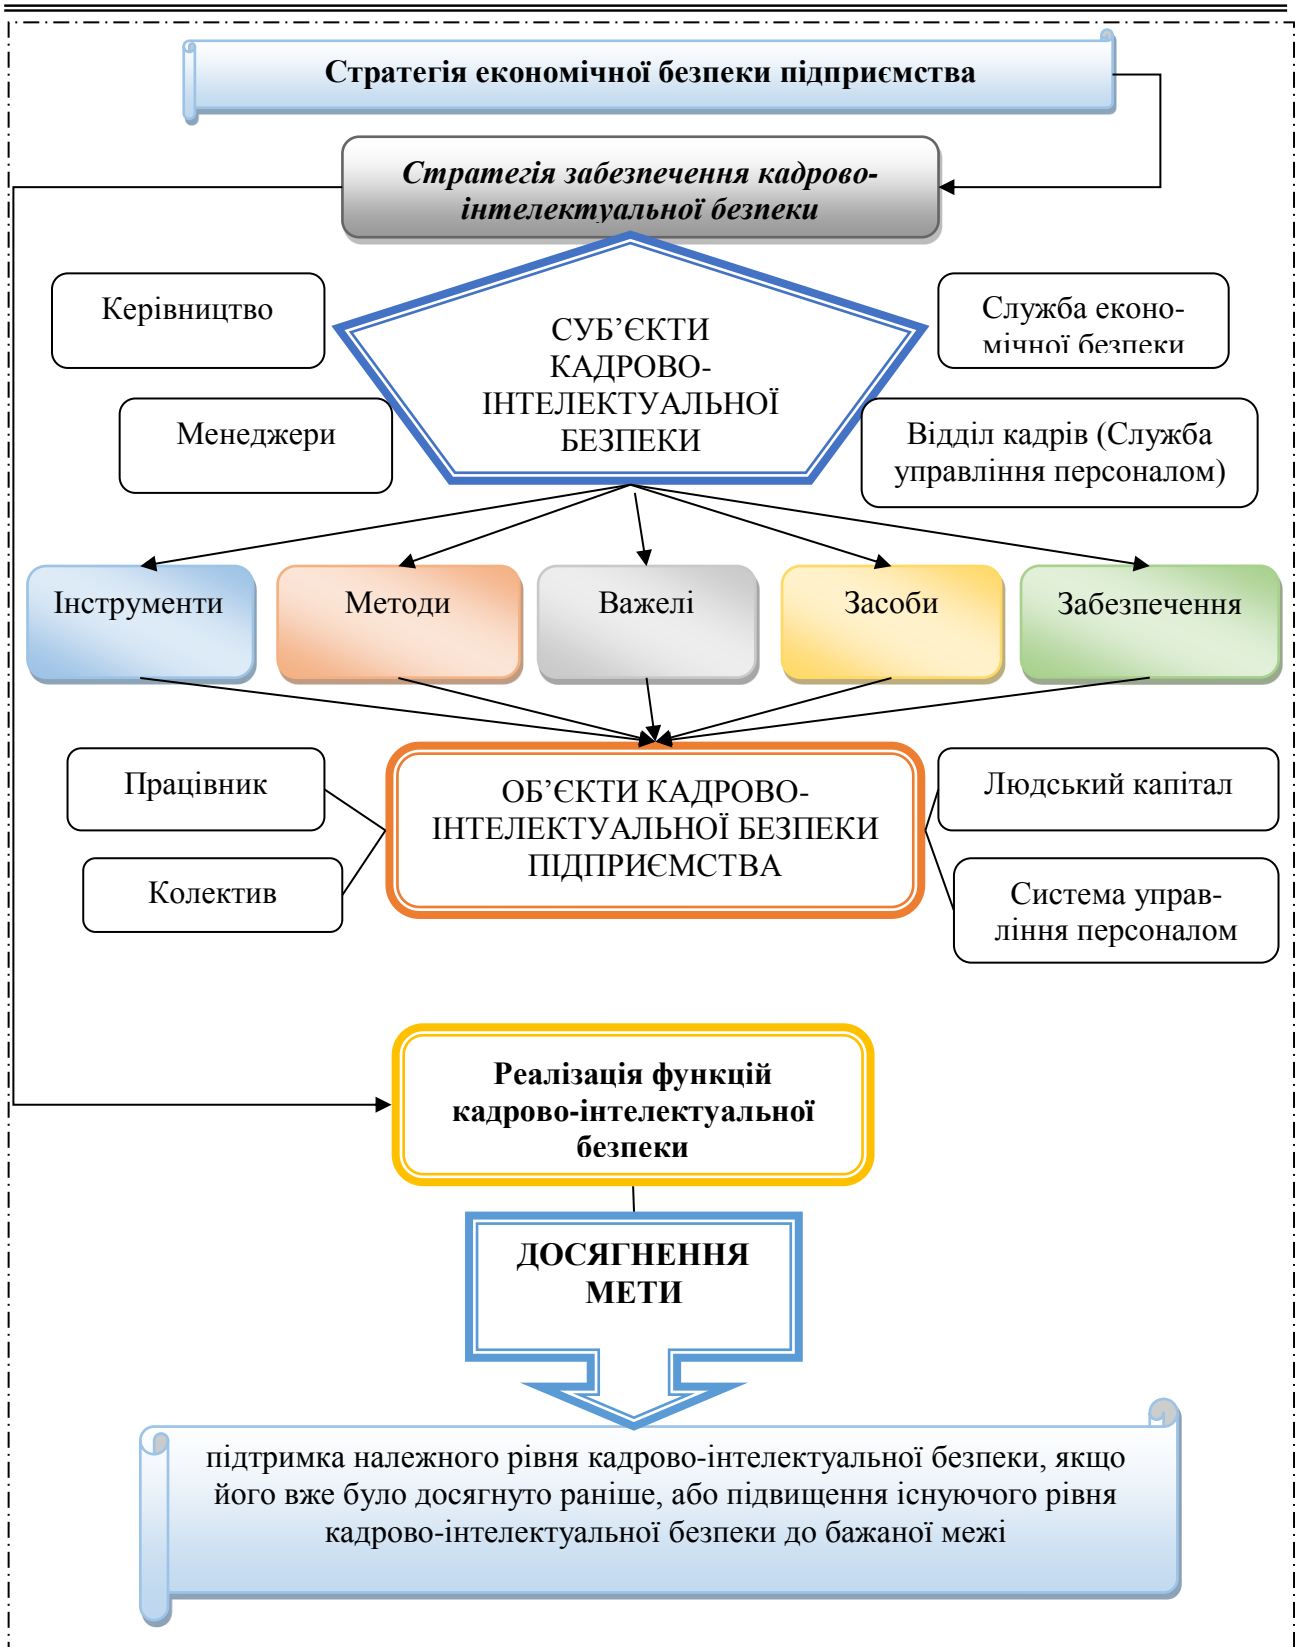 Стратегія економічної безпеки підприємства
Стратегія забезпечення кадрово-
інтелектуальної безпеки
Керівництво
Служба еконо-
мічної безпеки
СУБ’ЄКТИ
КАДРОВО-
ІНТЕЛЕКТУАЛЬНОЇ
БЕЗПЕКИ
Менеджери
Відділ кадрів (Служба
управління персоналом)
Інструменти
Методи
Важелі
Засоби
Забезпечення
Працівник
Колектив
ОБ’ЄКТИ КАДРОВО-
ІНТЕЛЕКТУАЛЬНОЇ БЕЗПЕКИ
ПІДПРИЄМСТВА
Людський капітал
Система управ-
ління персоналом
Реалізація функцій
кадрово-інтелектуальної
безпеки
ДОСЯГНЕННЯ
МЕТИ
підтримка належного рівня кадрово-інтелектуальної безпеки, якщо
його вже було досягнуто раніше, або підвищення існуючого рівня
кадрово-інтелектуальної безпеки до бажаної межі